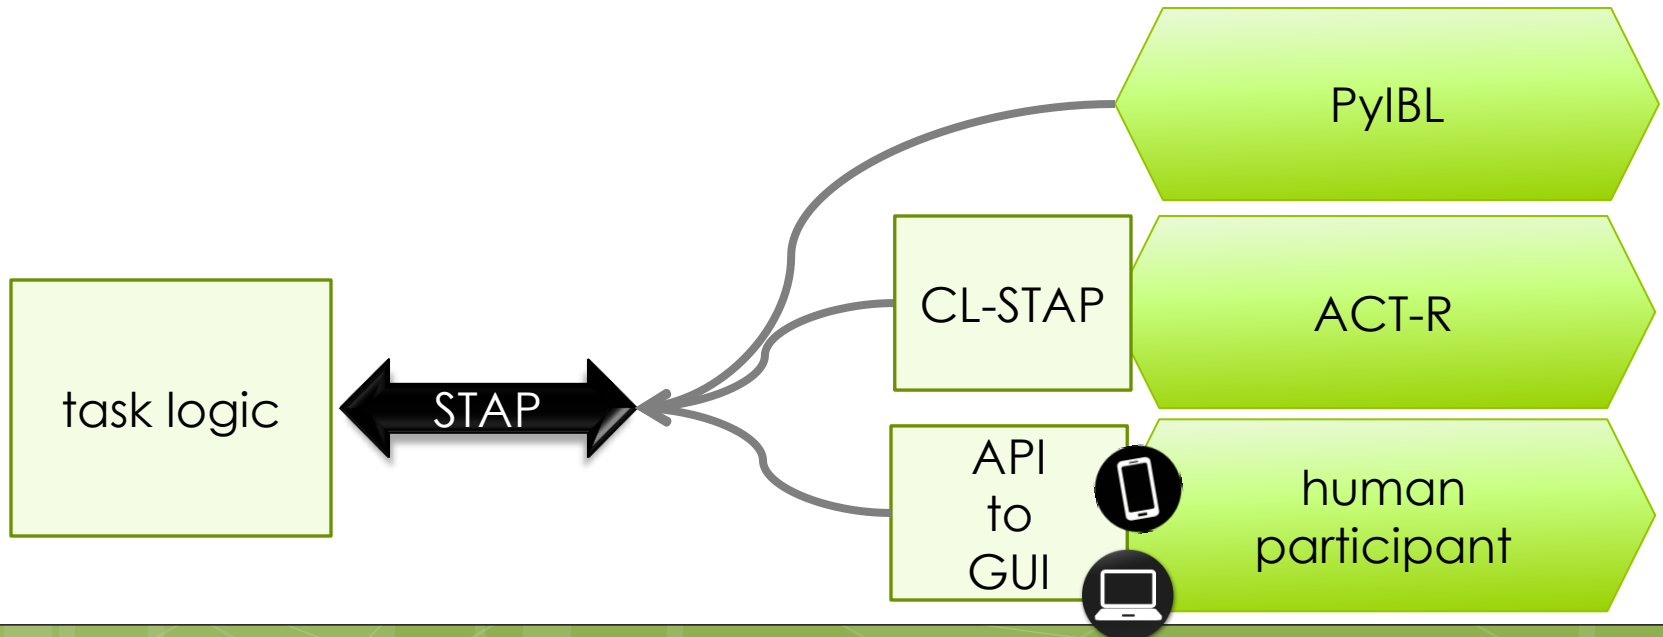 PyIBL
CL-STAP
ACT-R
task logic
STAP
API
to
GUI
human
participant